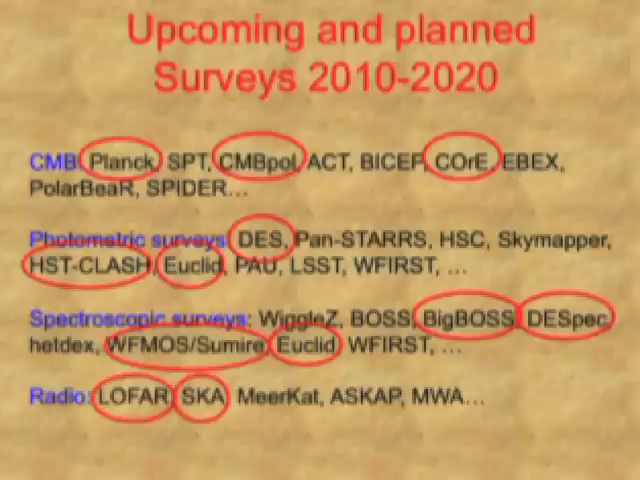 Upcoming and planned
Surveys 2010-2020
CMB: Planck, SPT, CMBpol, ACT, BICEP, COrE, EBEX,
PolarBeaR, SPIDER...
Photometric surveys: DES, Pan-STARRS, HSC, Skymapper,
HST-CLASH, Euclid, PAU, LSST, WFIRST, ...
Spectroscopic surveys: WiggleZ, BOSS, BigBOSS, DESpec,
hetdex, WFMOS/Sumire, Euclid, WFIRST, ...
Radio: LOFAR, SKA, MeerKat, ASKAP, MWA...